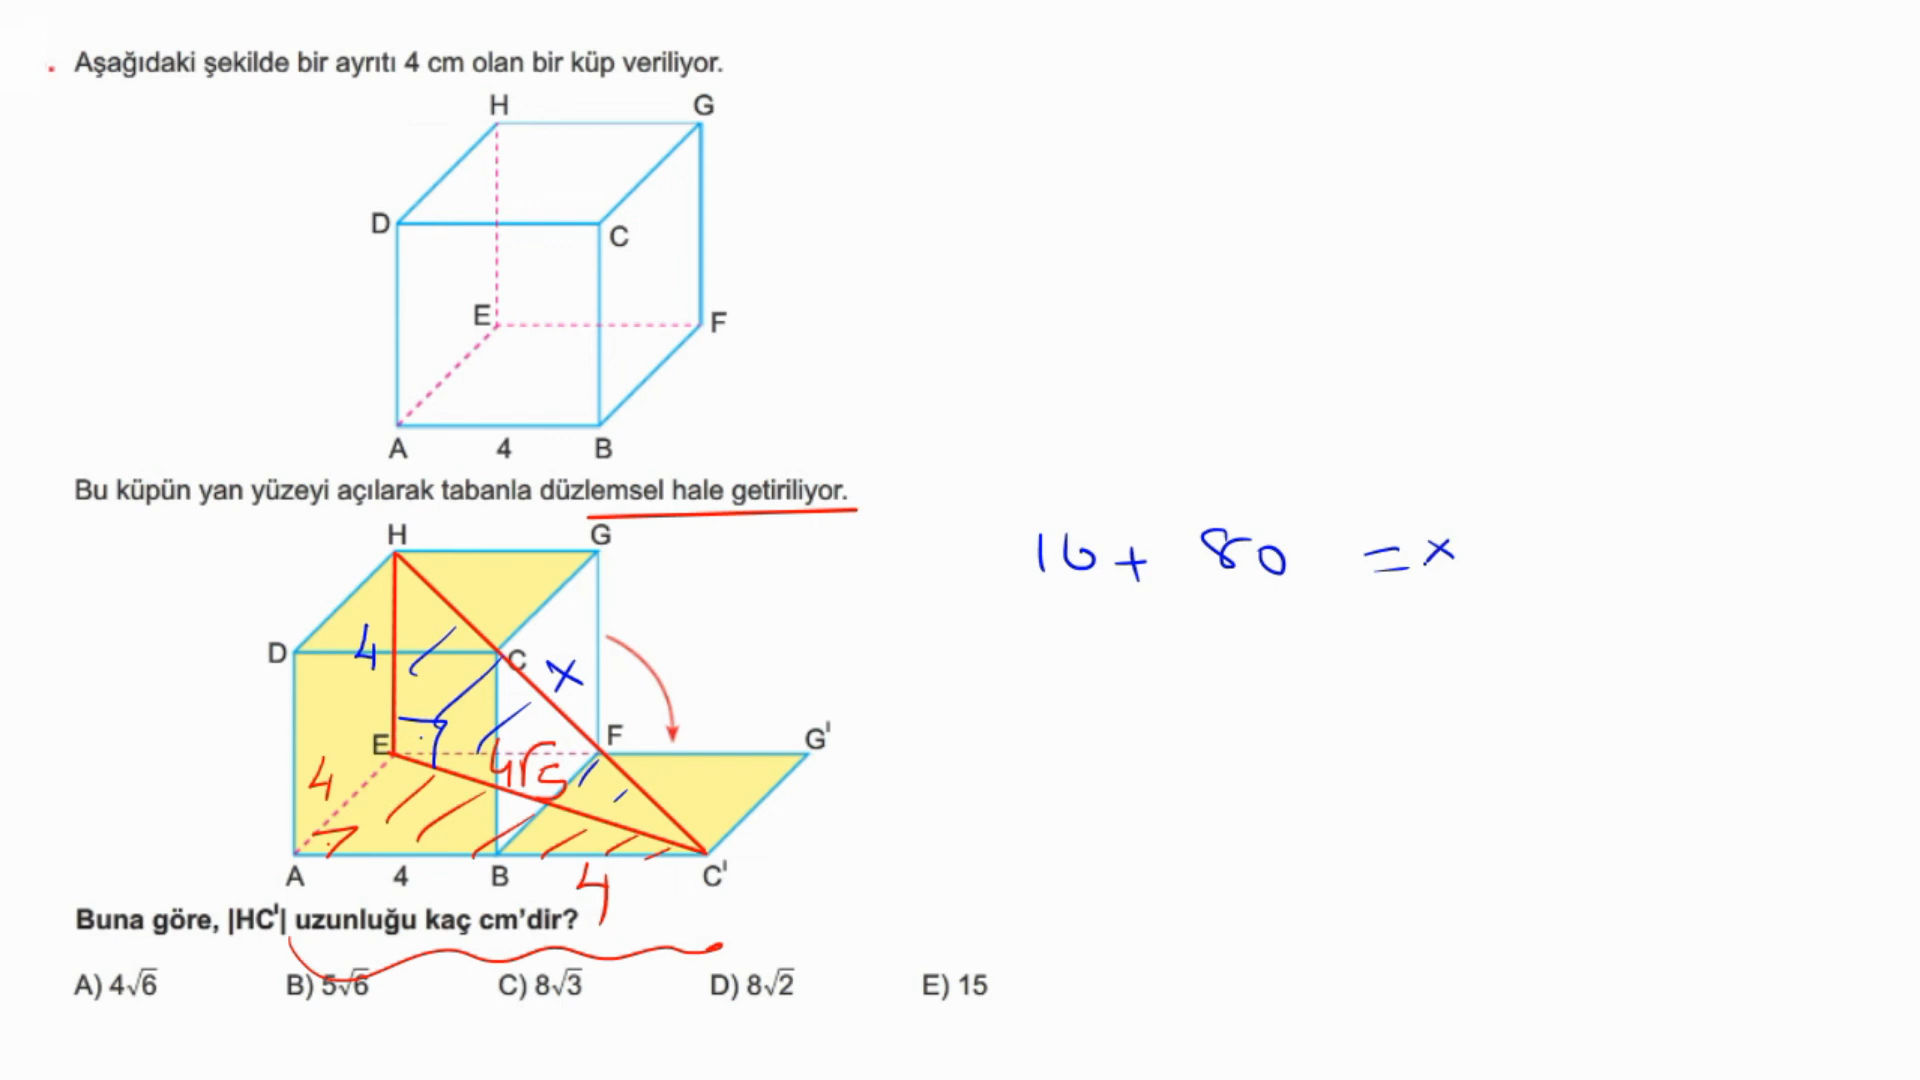 . Aşağıdaki şekilde bir ayrıtı 4 cm olan bir küp veriliyor.
H G
D C
E F
A 4 B
Bu küpün yan yüzeyi açılarak tabanla düzlemsel hale getiriliyor.
H G
16 + 80 = x
D 4 C x
E F G'
4 4√5
A 4 B 4 C'
Buna göre, |HC'| uzunluğu kaç cm'dir?
A) 4√6 B) 5√6 C) 8√3 D) 8√2 E) 15